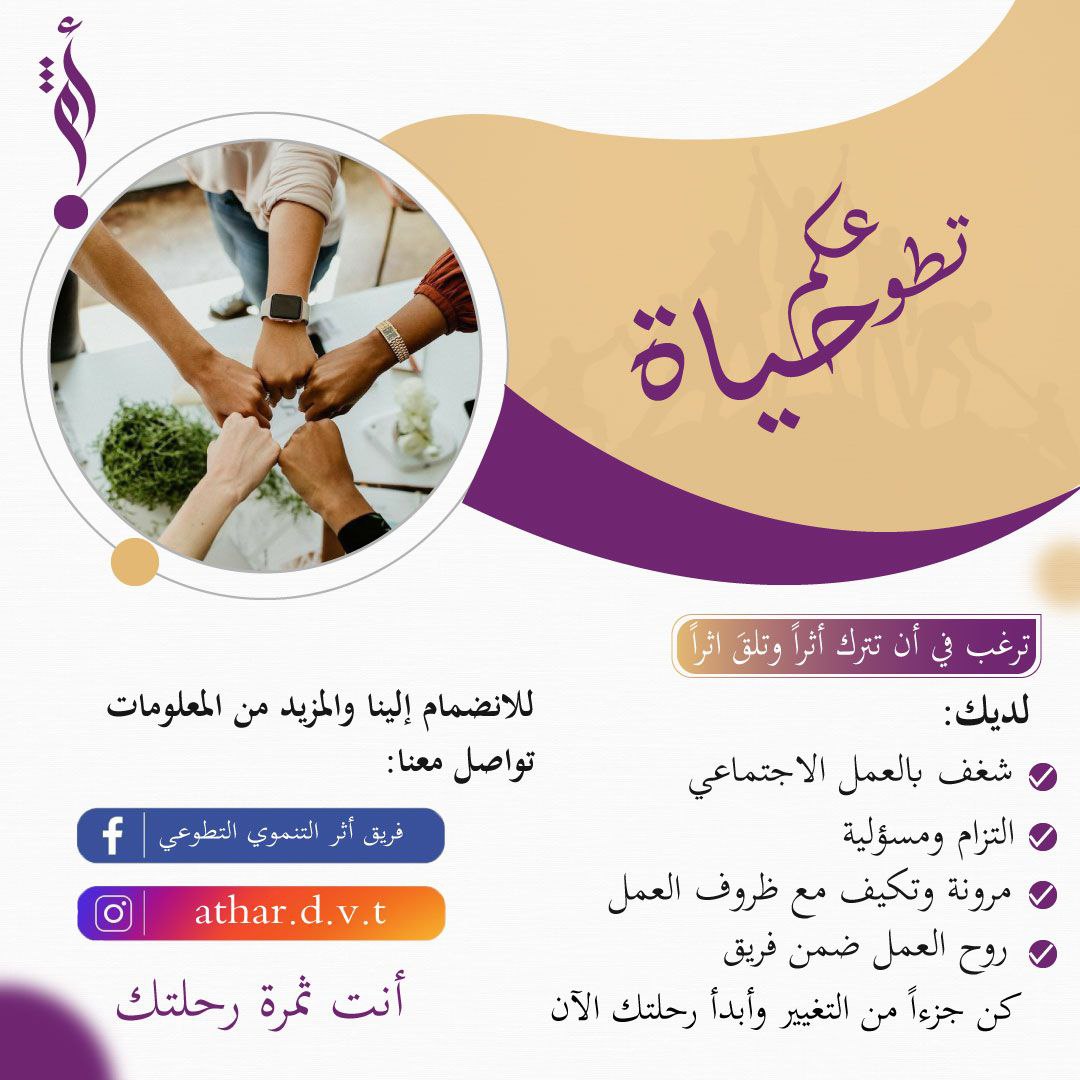 أثر
تطوعكم
حياة
ترغب في أن تترك أثراً وتلقَ اثراً
لديك:
شغف بالعمل الاجتماعي
التزام ومسؤلية
مرونة وتكيف مع ظروف العمل
روح العمل ضمن فريق
كن جزءاً من التغيير وأبدأ رحلتك الآن
للانضمام إلينا والمزيد من المعلومات
تواصل معنا:
فريق أثر التنموي التطوعي
athar.d.v.t
أنت ثمرة رحلتك